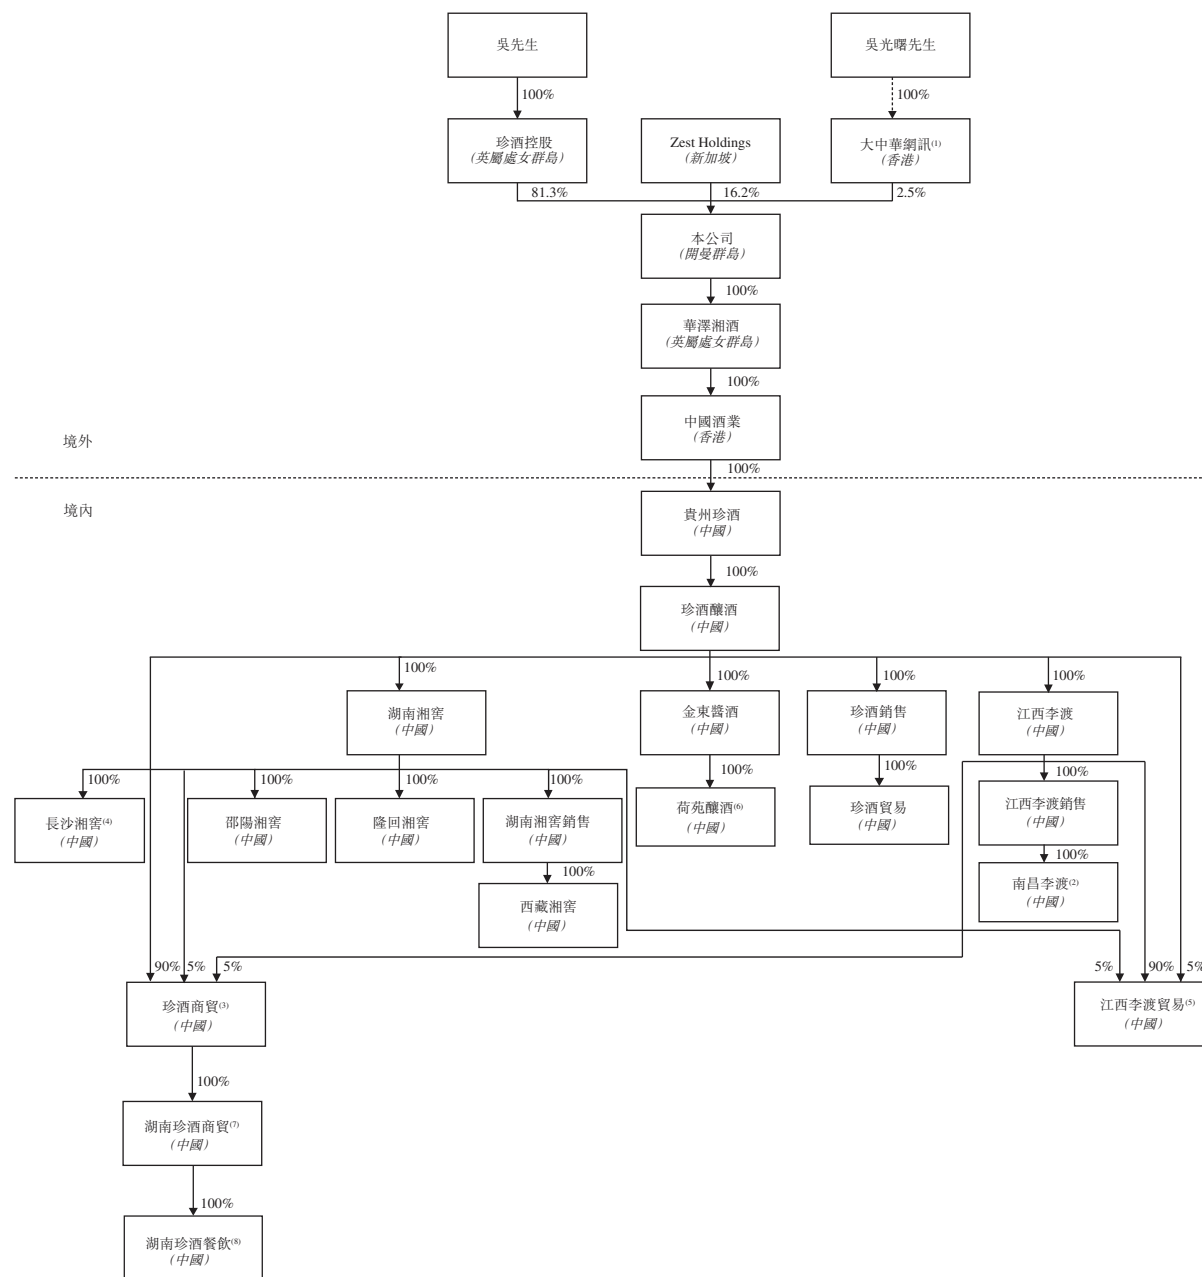 吳先生
吳光曙先生
100%
100%
珍酒控股
(英屬處女群島)
Zest Holdings
(新加坡)
大中華網訊(1)
(香港)
81.3%
16.2%
2.5%
本公司
(開曼群島)
100%
華澤湘酒
(英屬處女群島)
100%
中國酒業
(香港)
境外
100%
境內
貴州珍酒
(中國)
100%
珍酒釀酒
(中國)
100%
100%
100%
100%
湖南湘窖
(中國)
金東醬酒
(中國)
珍酒銷售
(中國)
江西李渡
(中國)
100%
100%
100%
100%
100%
100%
100%
長沙湘窖(4)
(中國)
邵陽湘窖
(中國)
隆回湘窖
(中國)
湖南湘窖銷售
(中國)
荷苑釀酒(6)
(中國)
珍酒貿易
(中國)
江西李渡銷售
(中國)
100%
100%
西藏湘窖
(中國)
南昌李渡(2)
(中國)
90%
5%
5%
5%
90%
5%
珍酒商貿(3)
(中國)
江西李渡貿易(5)
(中國)
100%
湖南珍酒商貿(7)
(中國)
100%
湖南珍酒餐飲(8)
(中國)